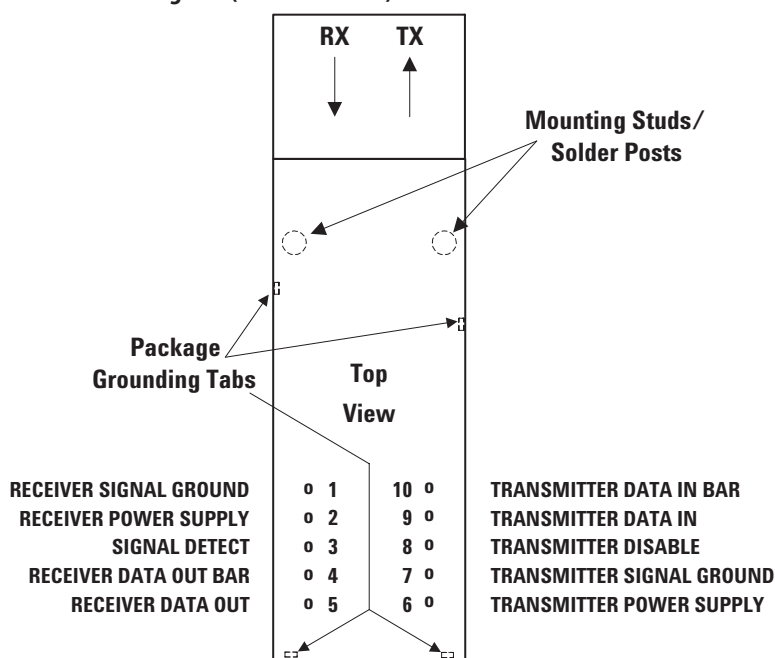 RX TX
Mounting Studs/
Solder Posts
Package
Grounding Tabs
Top
View
RECEIVER SIGNAL GROUND o 1 10 o TRANSMITTER DATA IN BAR
RECEIVER POWER SUPPLY o 2 9 o TRANSMITTER DATA IN
SIGNAL DETECT o 3 8 o TRANSMITTER DISABLE
RECEIVER DATA OUT BAR o 4 7 o TRANSMITTER SIGNAL GROUND
RECEIVER DATA OUT o 5 6 o TRANSMITTER POWER SUPPLY